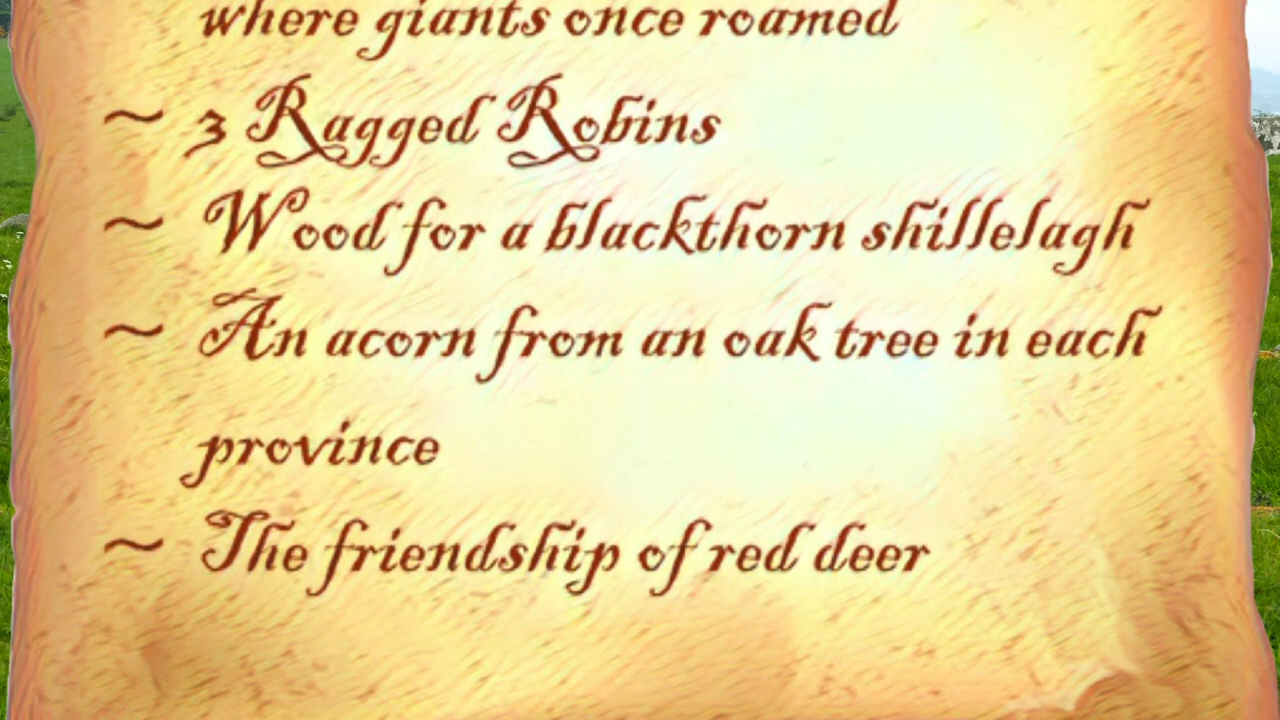 where giants once roamed
~ 3 Ragged Robins
~ Wood for a blackthorn shillelagh
~ An acorn from an oak tree in each
province
~ The friendship of red deer